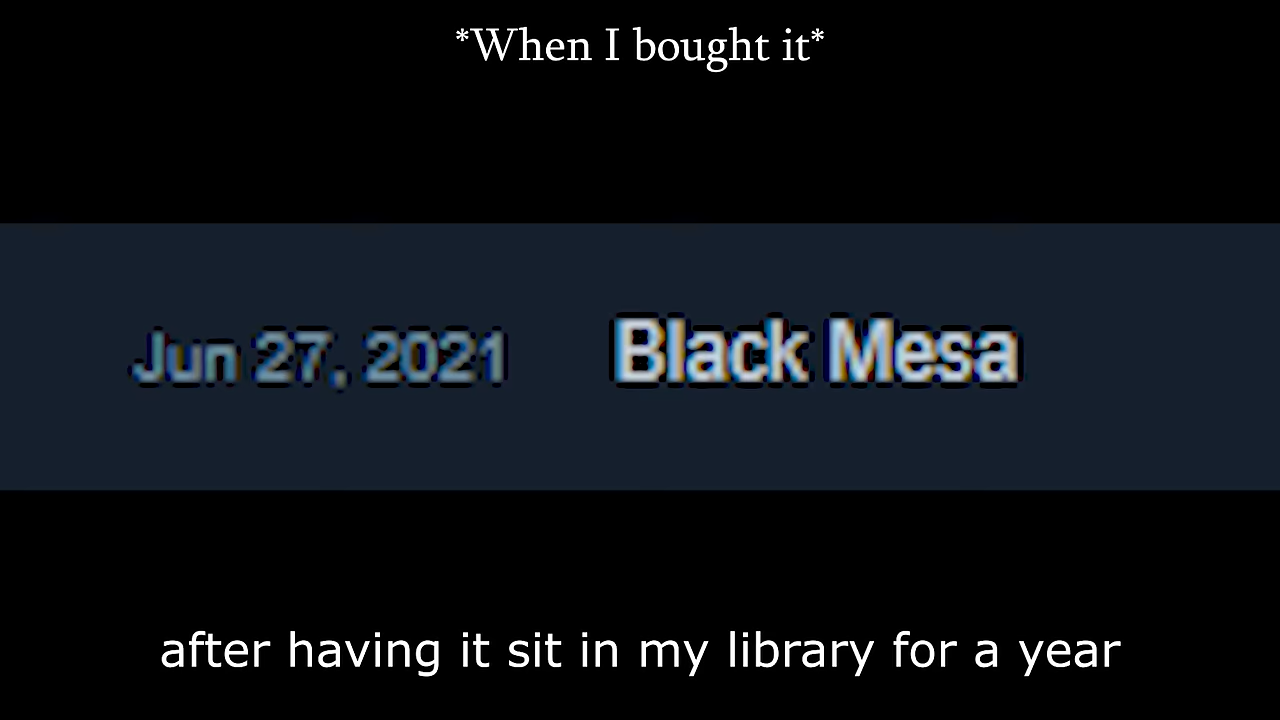 *When I bought it*
Jun 27, 2021 Black Mesa
after having it sit in my library for a year